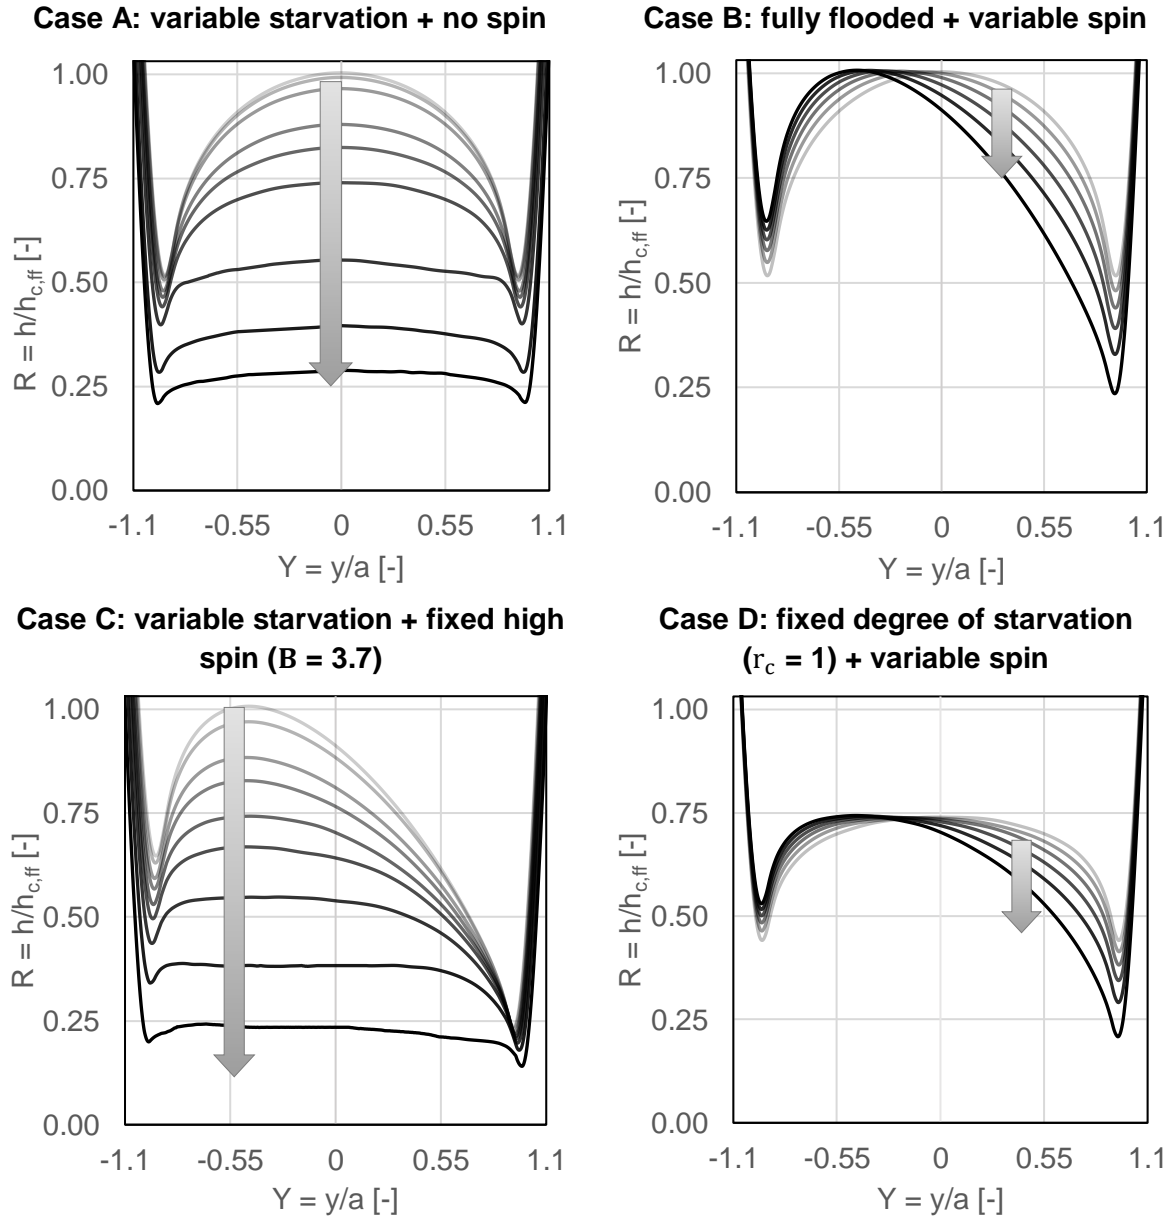 Case A: variable starvation + no spin
1.00
0.75
0.50
0.25
0.00
R = h/h_c,ff [-]
-1.1 -0.55 0 0.55 1.1
Y = y/a [-]
Case B: fully flooded + variable spin
1.00
0.75
0.50
0.25
0.00
R = h/h_c,ff [-]
-1.1 -0.55 0 0.55 1.1
Y = y/a [-]
Case C: variable starvation + fixed high
spin (B = 3.7)
1.00
0.75
0.50
0.25
0.00
R = h/h_c,ff [-]
-1.1 -0.55 0 0.55 1.1
Y = y/a [-]
Case D: fixed degree of starvation
(r_c = 1) + variable spin
1.00
0.75
0.50
0.25
0.00
R = h/h_c,ff [-]
-1.1 -0.55 0 0.55 1.1
Y = y/a [-]